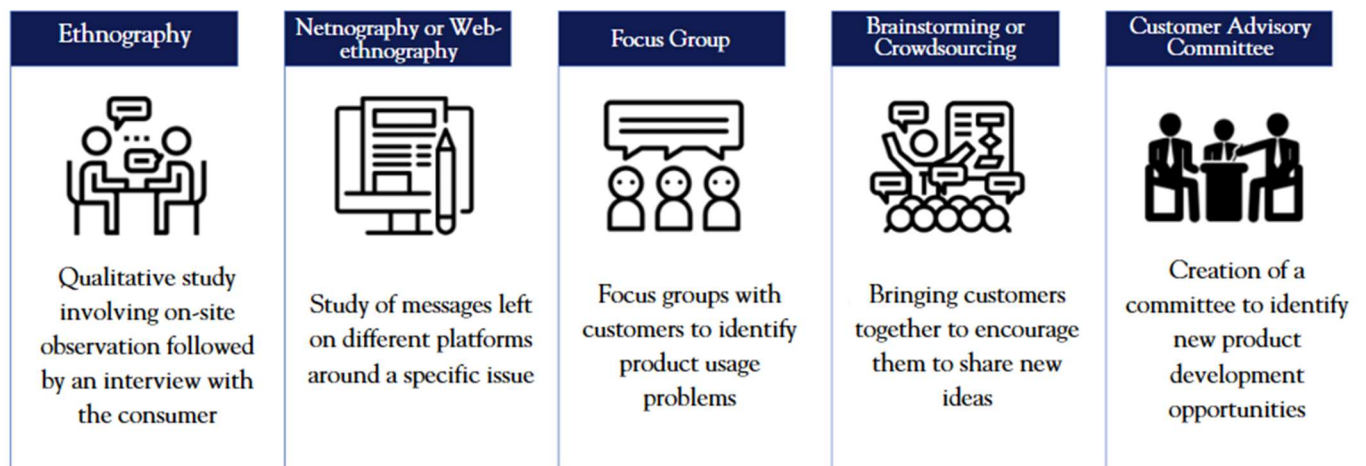 Ethnography
Netnography or Web-
ethnography
Focus Group
Brainstorming or
Crowdsourcing
Customer Advisory
Committee
Qualitative study
involving on-site
observation followed
by an interview with
the consumer
Study of messages left
on different platforms
around a specific issue
Focus groups with
customers to identify
product usage
problems
Bringing customers
together to encourage
them to share new
ideas
Creation of a
committee to identify
new product
development
opportunities